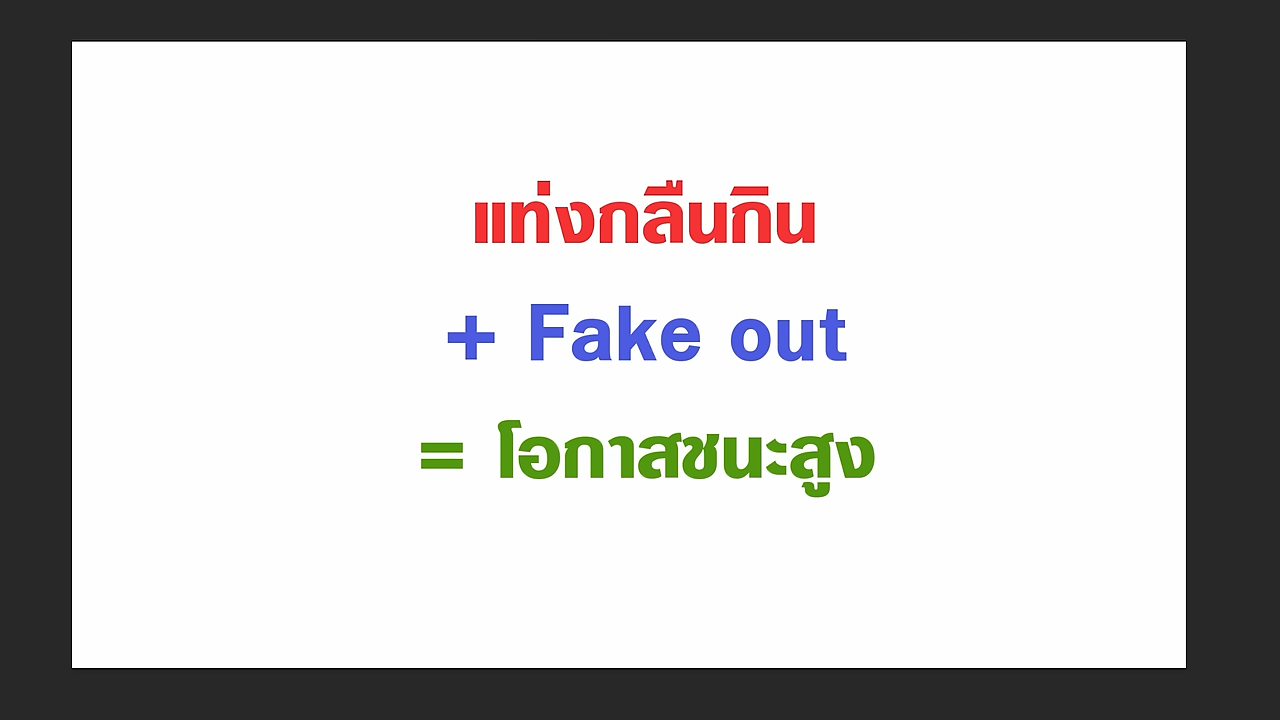 แท่งกลืนกิน
+ Fake out
= โอกาสชนะสูง